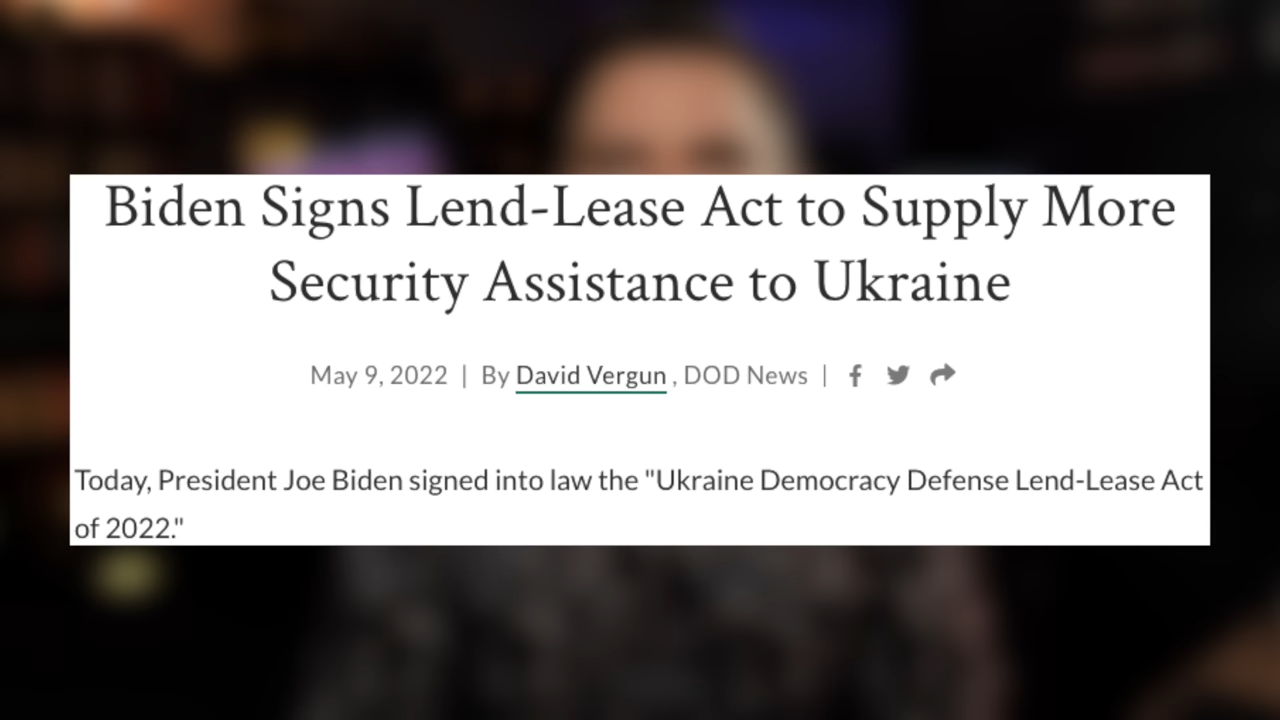 Biden Signs Lend-Lease Act to Supply More
Security Assistance to Ukraine
May 9, 2022 | By David Vergun , DOD News |
Today, President Joe Biden signed into law the "Ukraine Democracy Defense Lend-Lease Act
of 2022."